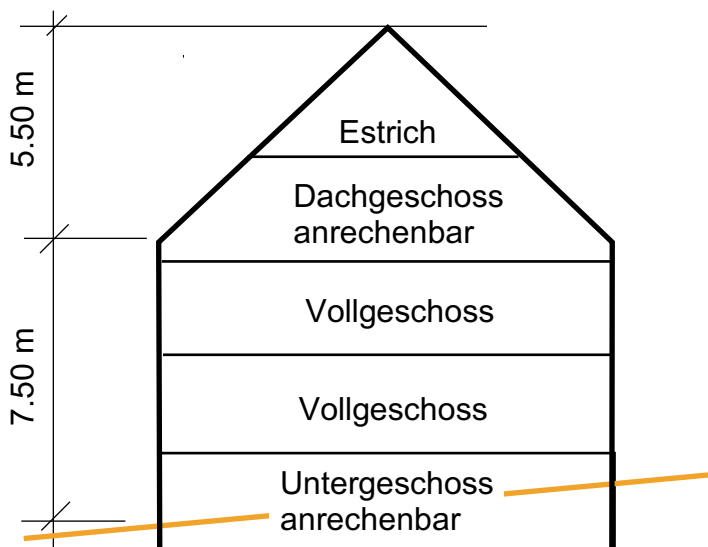 5.50 m
Estrich
Dachgeschoss
anrechenbar
Vollgeschoss
7.50 m
Vollgeschoss
Untergeschoss
anrechenbar